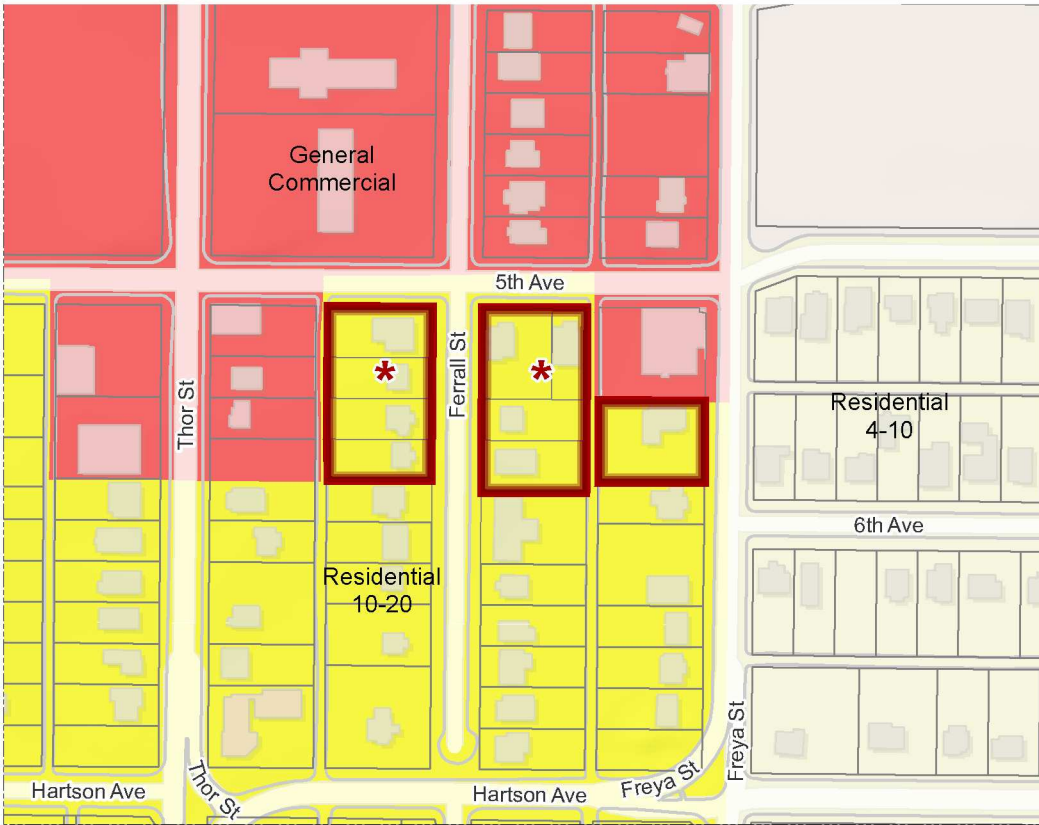 General
Commercial
5th Ave
Thor St
Ferrall St
*
*
Residential
4-10
6th Ave
Residential
10-20
Freya St
Hartson Ave
Thor St
Hartson Ave
Freya St